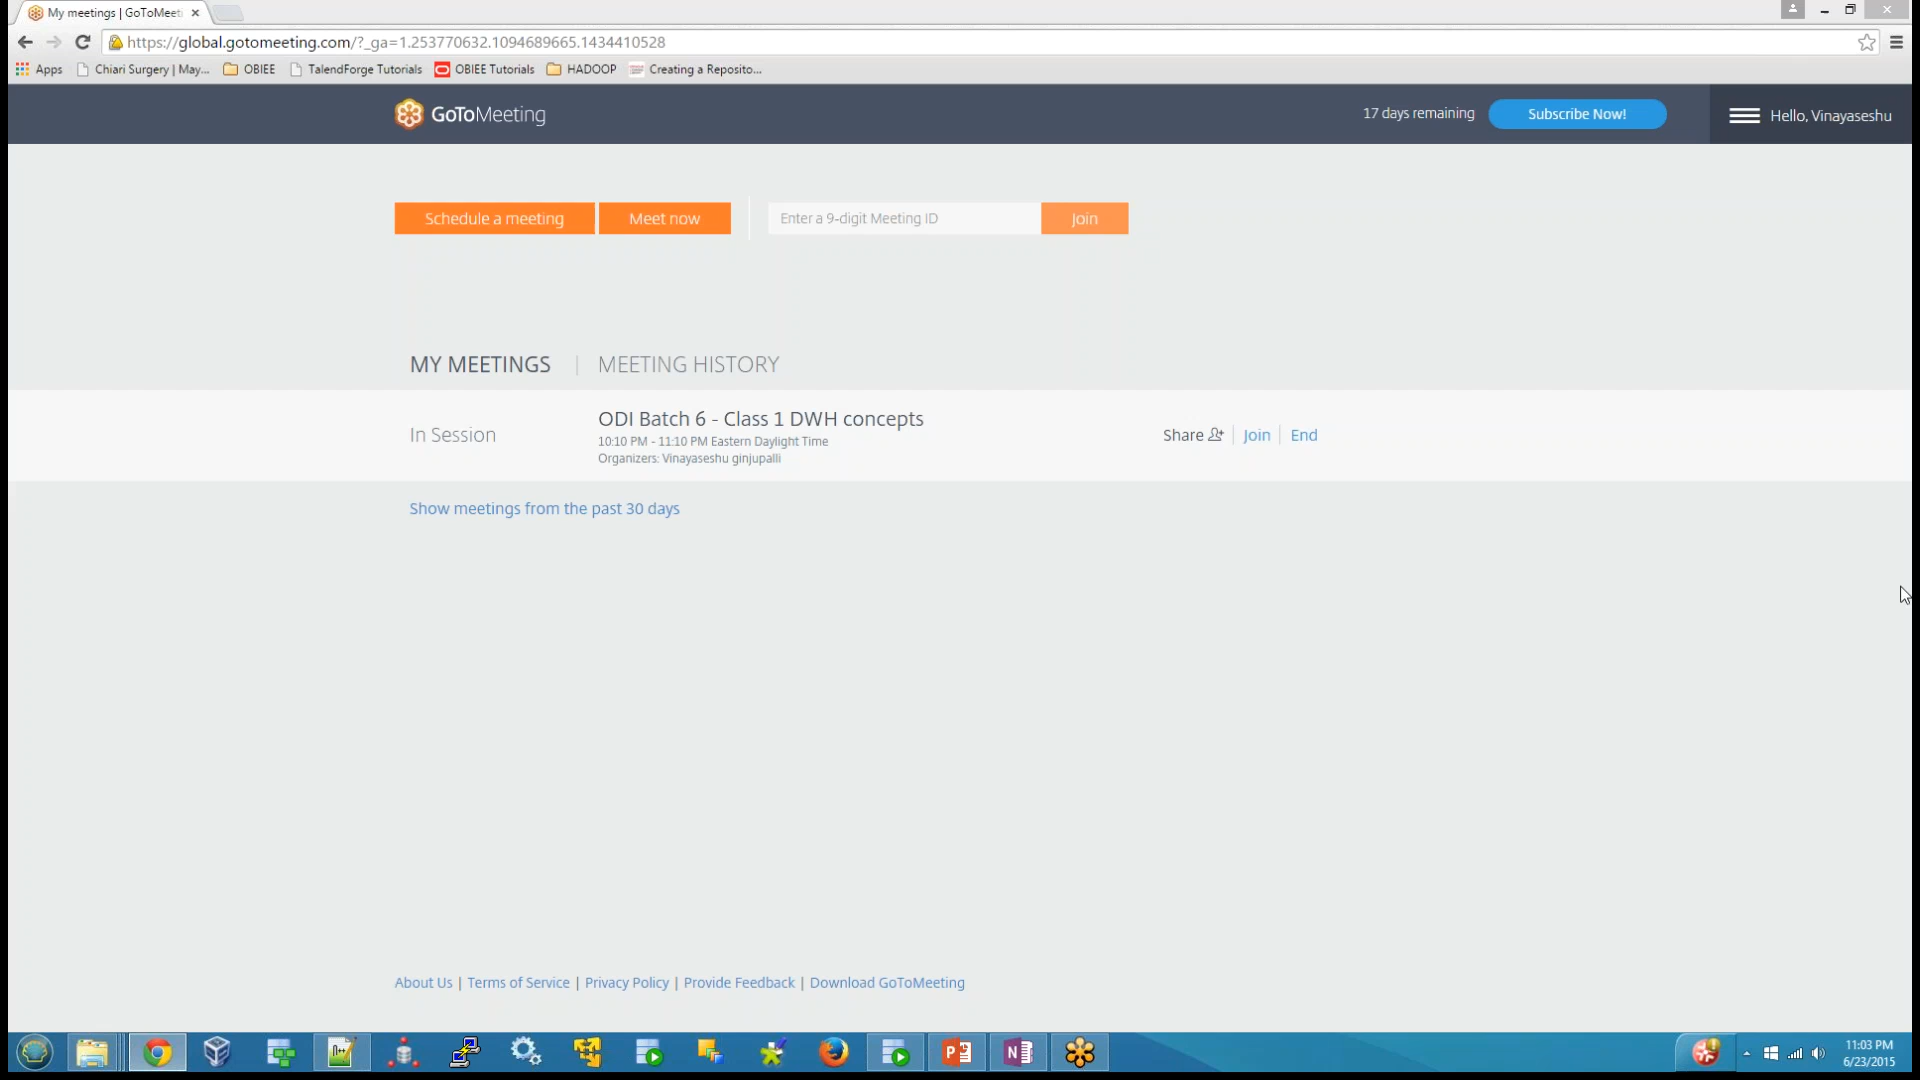 My meetings | GoToMeeti
https://global.gotomeeting.com/?_ga=1.253770632.1094689665.1434410528
Apps
Chiari Surgery | May...
OBIEE
TalendForge Tutorials
OBIEE Tutorials
HADOOP
Creating a Reposito...
GoToMeeting
17 days remaining
Subscribe Now!
Hello, Vinayaseshu
Schedule a meeting
Meet now
Enter a 9-digit Meeting ID
Join
MY MEETINGS | MEETING HISTORY
In Session
ODI Batch 6 - Class 1 DWH concepts
10:10 PM - 11:10 PM Eastern Daylight Time
Organizers: Vinayaseshu ginjupalli
Share
Join
End
Show meetings from the past 30 days
About Us | Terms of Service | Privacy Policy | Provide Feedback | Download GoToMeeting
11:03 PM
6/23/2015